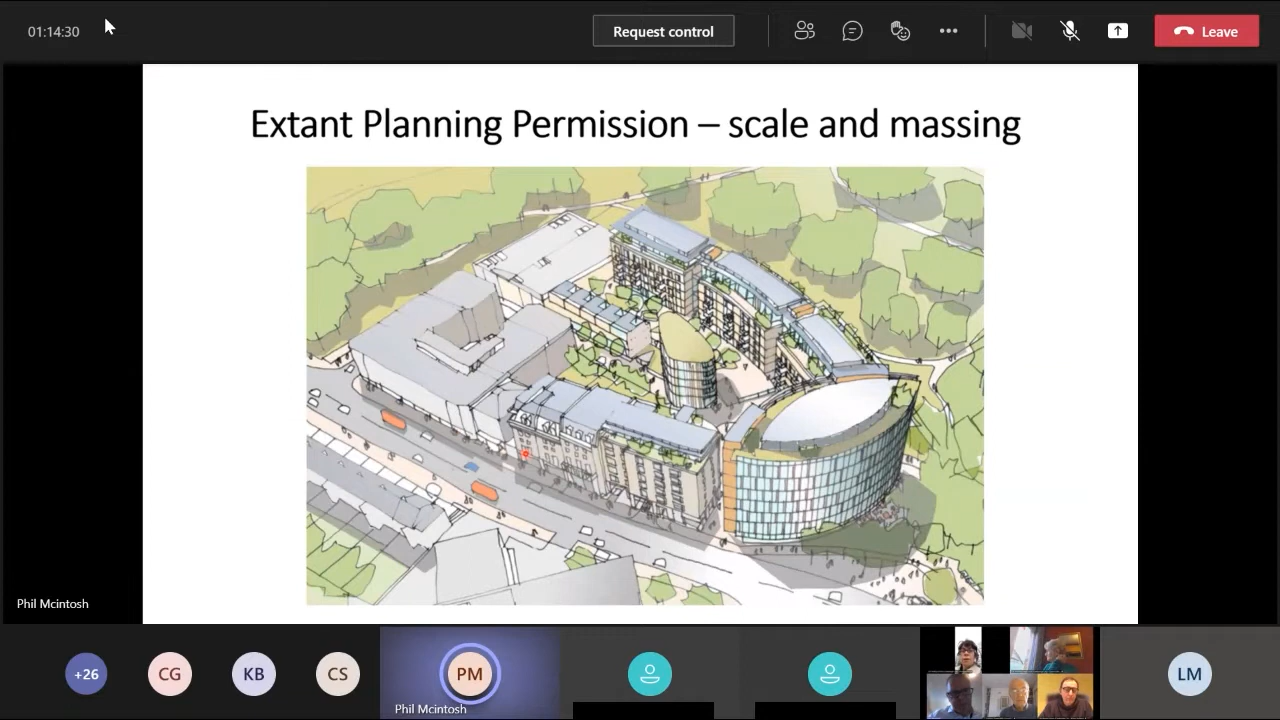 01:14:30
Request control
Leave
Extant Planning Permission – scale and massing
Phil Mcintosh
+26
CG
KB
CS
PM
LM
Phil Mcintosh